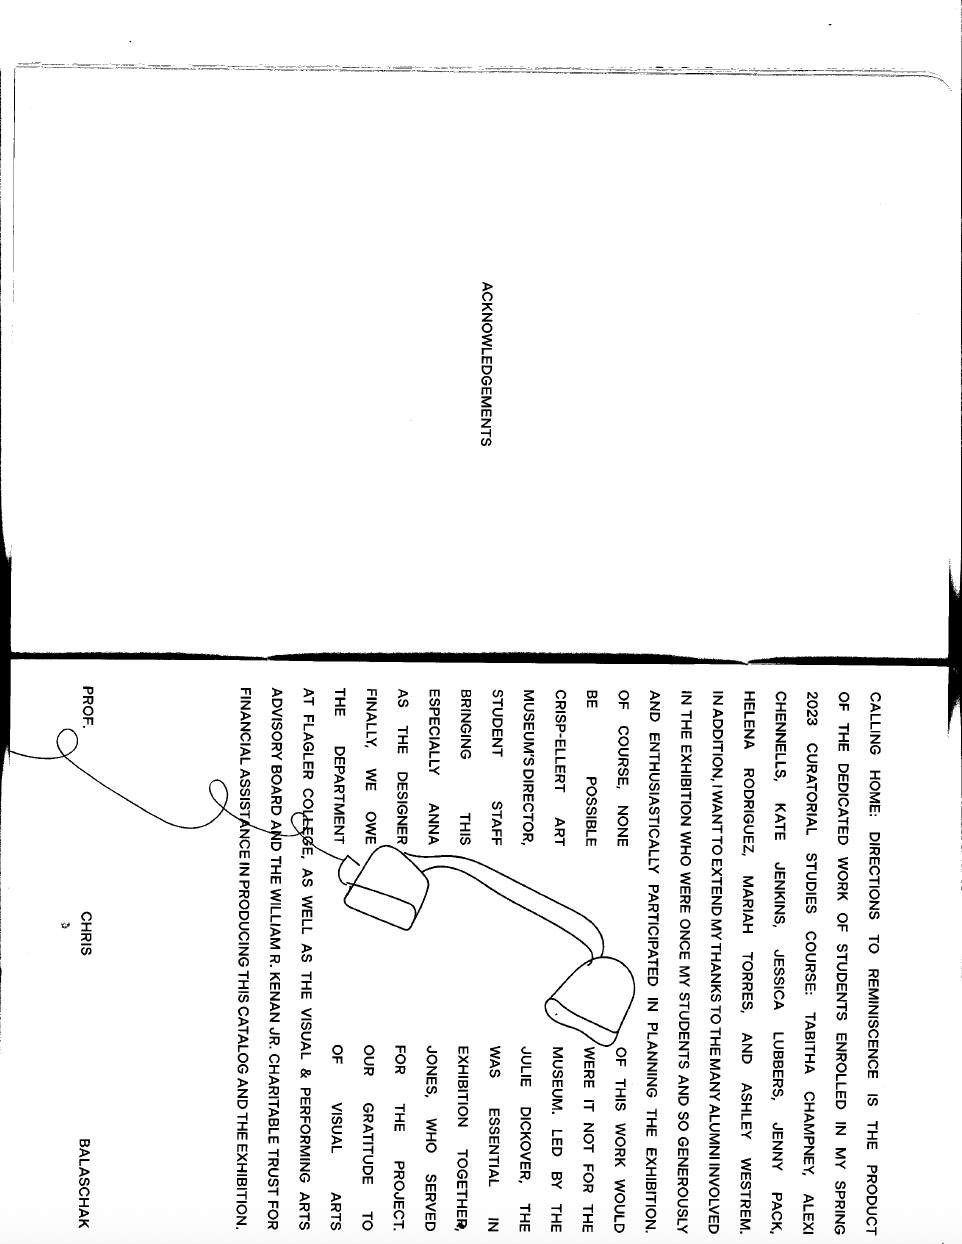 ACKNOWLEDGEMENTS
CALLING HOME: DIRECTIONS TO REMINISCENCE IS THE PRODUCT
OF THE DEDICATED WORK OF STUDENTS ENROLLED IN MY SPRING
2023 CURATORIAL STUDIES COURSE: TABITHA CHAMPNEY, ALEXI
CHENNELLS, KATE JENKINS, JESSICA LUBBERS, JENNY PACK,
HELENA RODRIGUEZ, MARIAH TORRES, AND ASHLEY WESTREM.
IN ADDITION, I WANT TO EXTEND MY THANKS TO THE MANY ALUMNI INVOLVED
IN THE EXHIBITION WHO WERE ONCE MY STUDENTS AND SO GENEROUSLY
AND ENTHUSIASTICALLY PARTICIPATED IN PLANNING THE EXHIBITION.
OF COURSE, NONE OF THIS WORK WOULD
BE POSSIBLE WERE IT NOT FOR THE
CRISP-ELLERT ART MUSEUM. LED BY THE
MUSEUM'S DIRECTOR, JULIE DICKOVER, THE
STUDENT STAFF WAS ESSENTIAL IN
BRINGING THIS EXHIBITION TOGETHER,
ESPECIALLY ANNA JONES, WHO SERVED
AS THE DESIGNER FOR THE PROJECT.
FINALLY, WE OWE OUR GRATITUDE TO
THE DEPARTMENT OF VISUAL ARTS
AT FLAGLER COLLEGE, AS WELL AS THE VISUAL & PERFORMING ARTS
ADVISORY BOARD AND THE WILLIAM R. KENAN JR. CHARITABLE TRUST FOR
FINANCIAL ASSISTANCE IN PRODUCING THIS CATALOG AND THE EXHIBITION.
PROF. CHRIS BALASCHAK